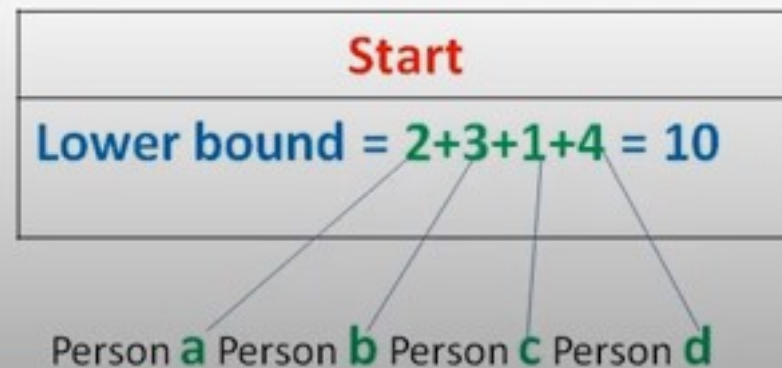 Start
Lower bound = 2+3+1+4 = 10
Person a Person b Person c Person d